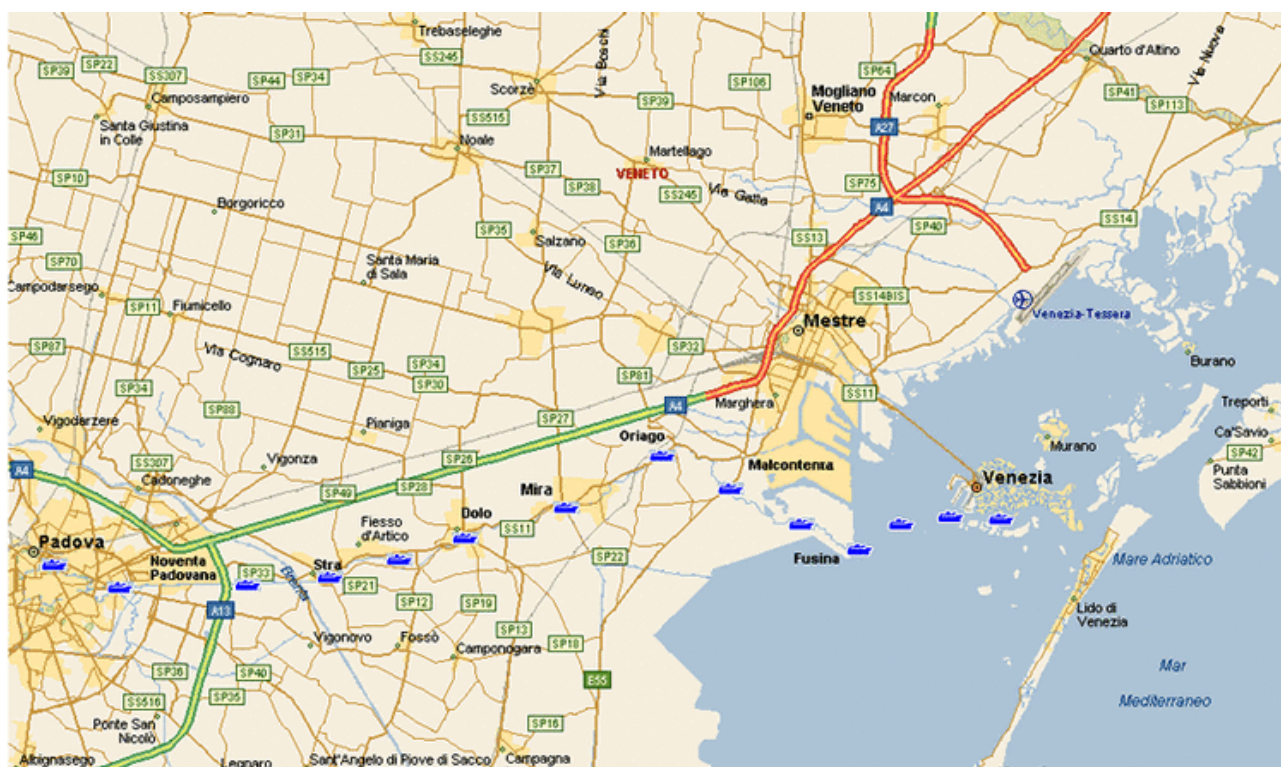 Trebaseleghe
SS245
Via Boschi
SP64
Quarto d'Altino
Via Nuova
SP39
SP22
SS307
SP44
SP34
Scorzè
SP106
Mogliano
Veneto
Marcon
SP41
SP113
Camposampiero
SP39
Santa Giustina
in Colle
SS515
A27
SP31
Noale
Martellago
VENETO
SP10
SP37
SP38
SS245
Via Gatta
SP75
A4
Borgoricco
SP46
SP35
Salzano
SP36
SS13
SP40
SS14
SP70
Santa Maria
di Sala
Via Luneo
Campodarsego
SP11
Fiumicello
SS14BIS
Venezia-Tessera
Mestre
SP87
Via Cognaro
SS515
SP34
SP25
SP30
SP32
Burano
SP34
SP81
SS11
Marghera
Treporti
SP88
Pianiga
SP27
A4
Oriago
Ca'Savio
Vigodarzere
Murano
SP42
SS307
Vigonza
SP26
Malcontenta
Punta
Sabbioni
A4
Cadoneghe
SP49
SP28
Mira
Venezia
Dolo
Fiesso
d'Artico
SS11
Padova
Noventa
Padovana
SP33
Stra
SP22
Fusina
Mare Adriatico
Brenta
SP21
A13
SP12
SP19
Lido di
Venezia
SP13
Vigonovo
Fossò
Camponogara
SP18
SP36
SP40
E55
Mar
Mediterraneo
SS516
SP35
Ponte San
Nicolò
SP16
Albignasego
Legnaro
Sant'Angelo di Piove di Sacco
Campagna